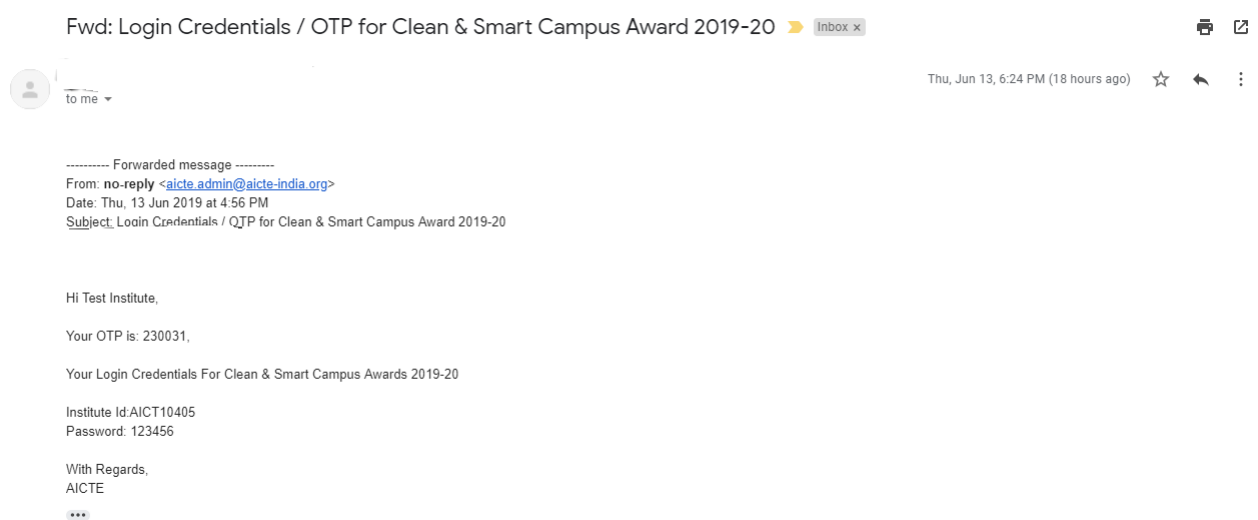 Fwd: Login Credentials / OTP for Clean & Smart Campus Award 2019-20 Inbox x
Thu, Jun 13, 6:24 PM (18 hours ago)
to me
---------- Forwarded message ---------
From: no-reply <aicte.admin@aicte-india.org>
Date: Thu, 13 Jun 2019 at 4:56 PM
Subject: Login Credentials / OTP for Clean & Smart Campus Award 2019-20
Hi Test Institute,
Your OTP is: 230031,
Your Login Credentials For Clean & Smart Campus Awards 2019-20
Institute Id:AICT10405
Password: 123456
With Regards,
AICTE